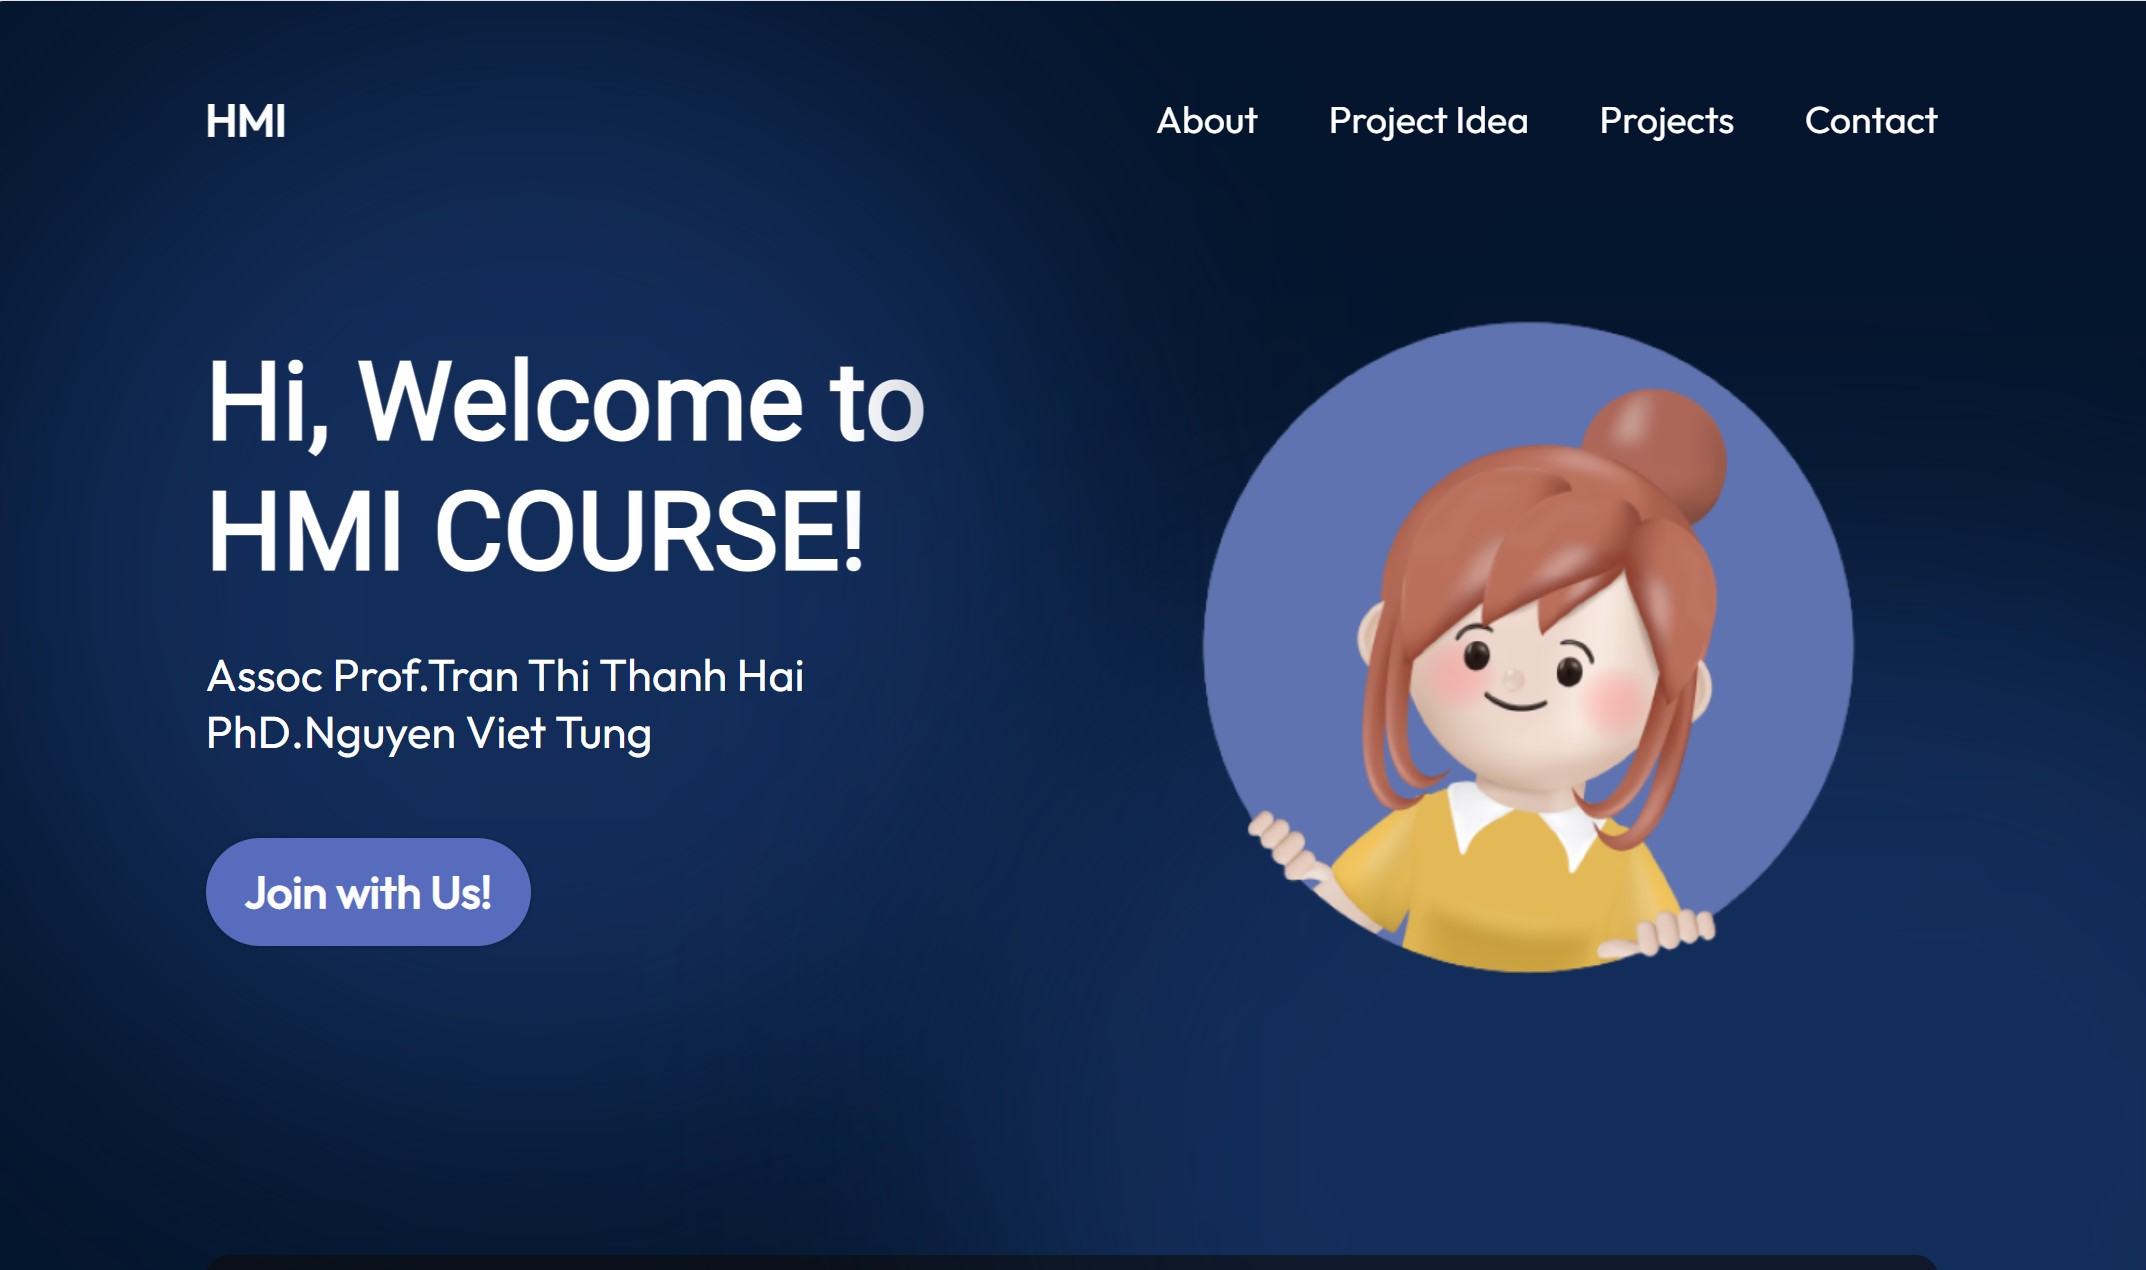 HMI
About
Project Idea
Projects
Contact
Hi, Welcome to
HMI COURSE!
Assoc Prof.Tran Thi Thanh Hai
PhD.Nguyen Viet Tung
Join with Us!